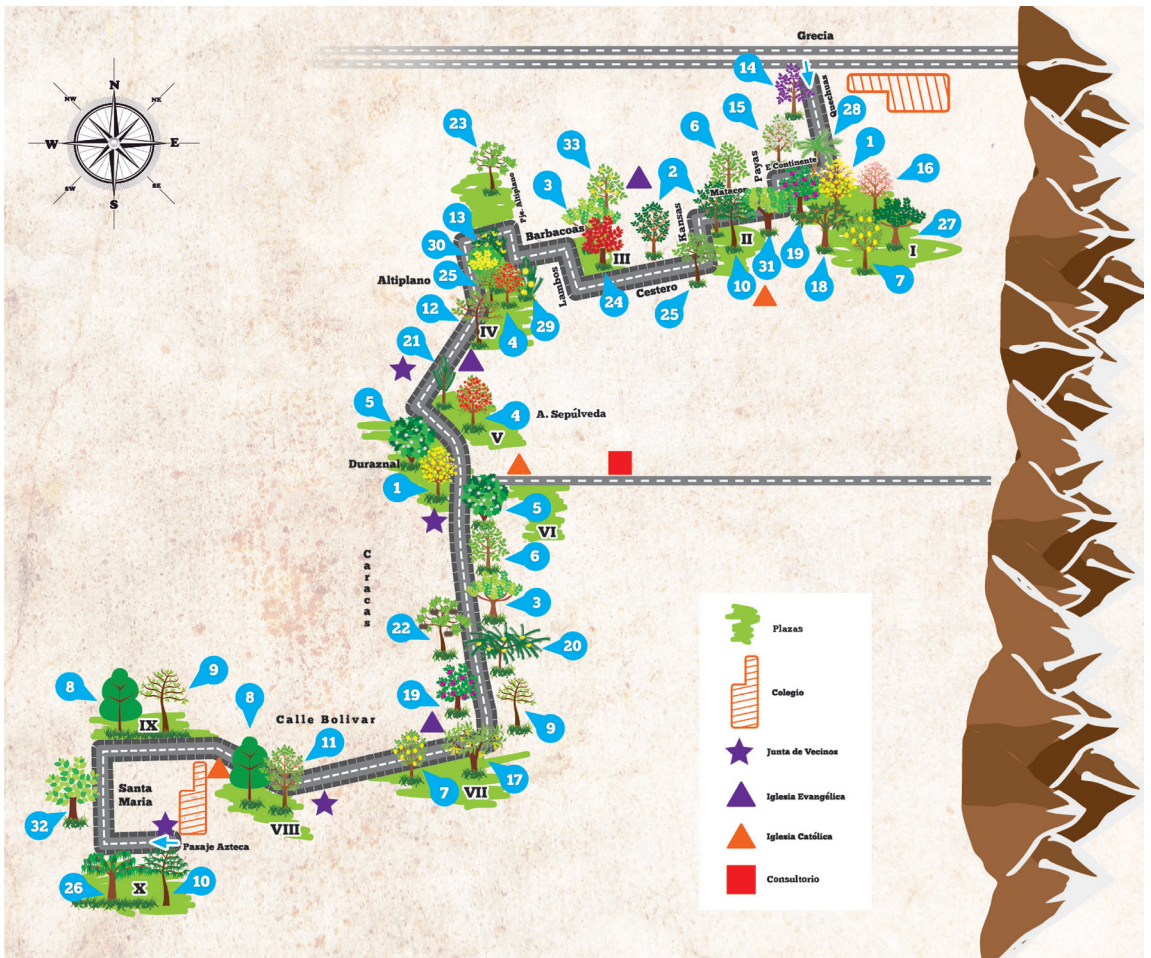 Grecia
N
NW
NE
W
E
SW
SE
S
14
Quechuas
15
28
23
6
1
33
Payas
E Continente
16
3
2
Pje. Altiplano
Matacos
27
13
Barbacoas
Kansas
30
III
II
I
Altiplano
25
Lambos
31
19
18
7
10
12
24
Cestero
25
29
IV
4
21
5
4
A. Sepúlveda
V
Duraznal
1
5
VI
6
Caracas
3
22
20
Plazas
9
8
8
19
Colegio
IX
Calle Bolivar
9
11
17
Junta de Vecinos
Santa
Maria
7
VII
Iglesia Evangélica
32
VIII
Iglesia Católica
Pasaje Azteca
26
X
10
Consultorio